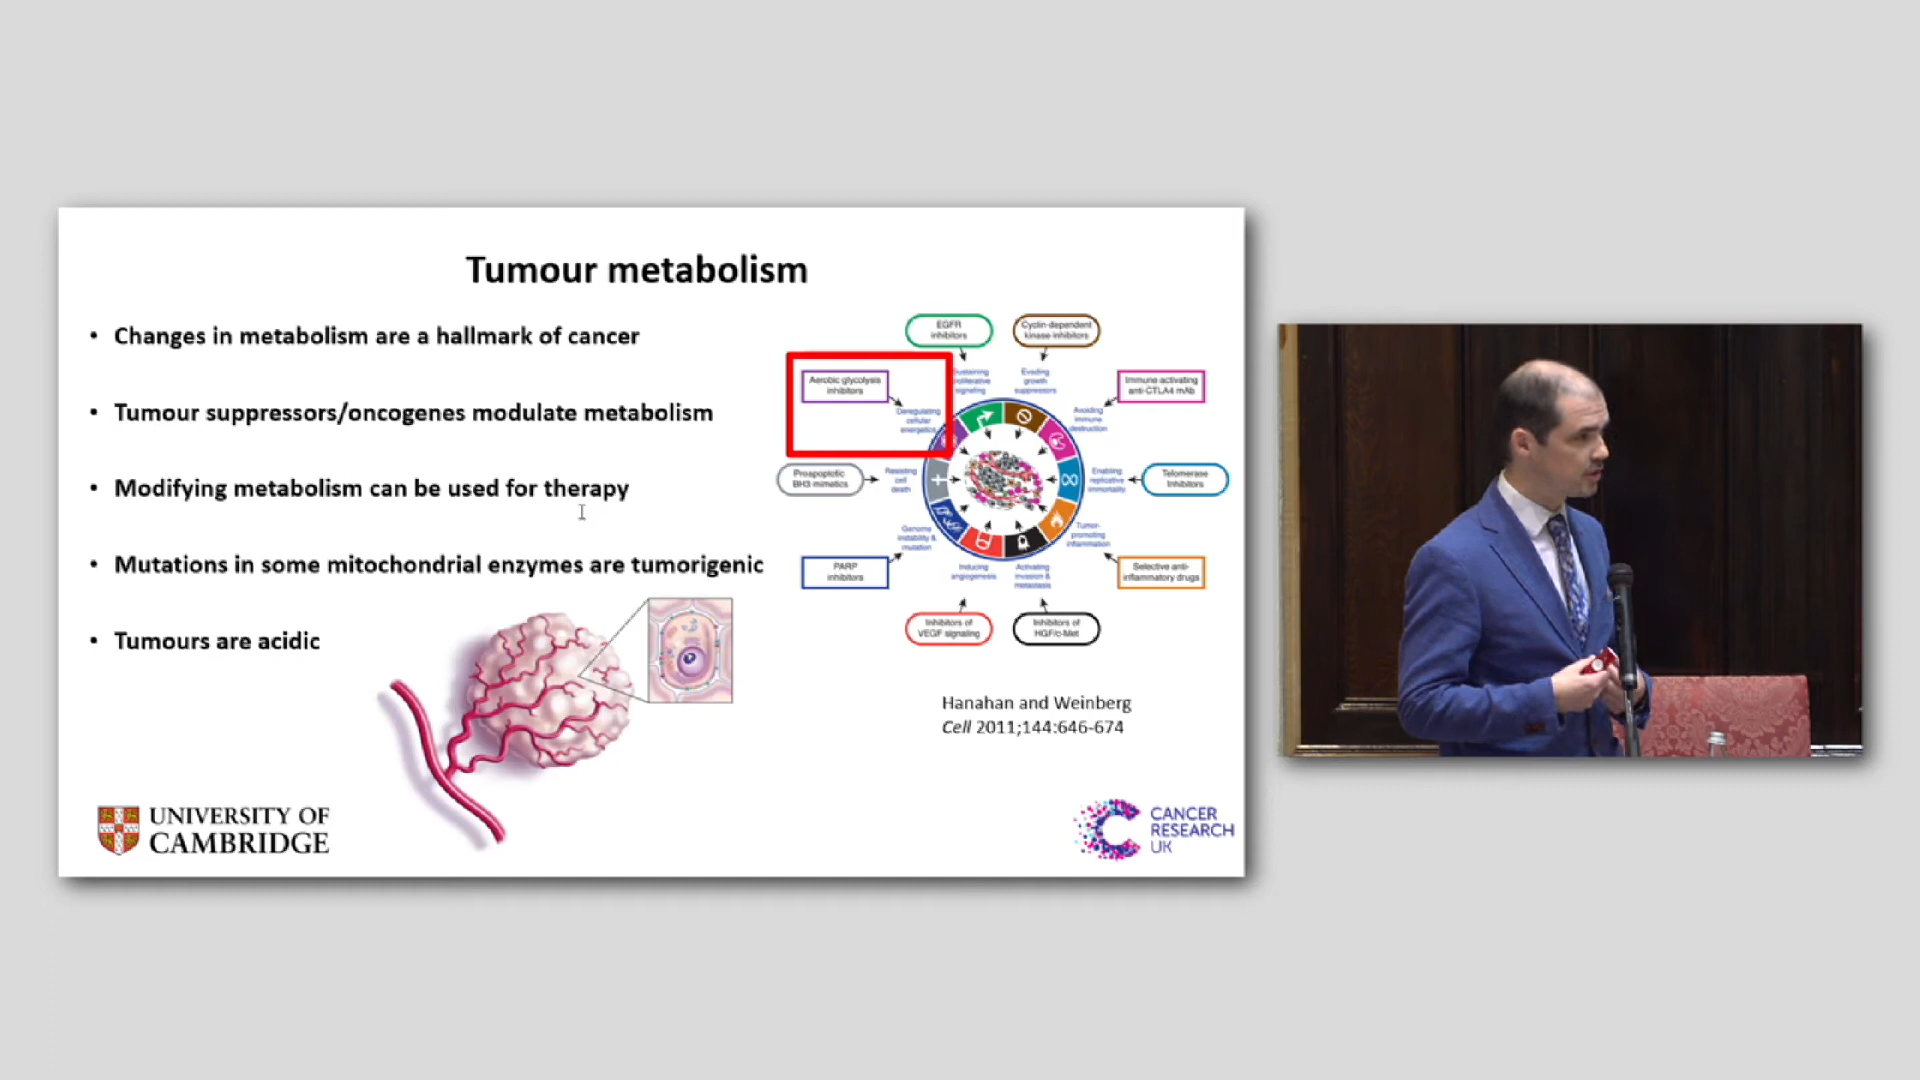 Tumour metabolism
• Changes in metabolism are a hallmark of cancer
• Tumour suppressors/oncogenes modulate metabolism
• Modifying metabolism can be used for therapy
• Mutations in some mitochondrial enzymes are tumorigenic
• Tumours are acidic
EGFR
inhibitors
Cyclin-dependent
kinase inhibitors
Aerobic glycolysis
inhibitors
Sustaining
proliferative
signaling
Evading
growth
suppressors
Immune activating
anti-CTLA4 mAb
Deregulating
cellular
energetics
Avoiding
immune
destruction
Proapoptotic
BH3 mimetics
Resisting
cell
death
Enabling
replicative
immortality
Telomerase
Inhibitors
Genome
instability &
mutation
Tumor-
promoting
inflammation
PARP
inhibitors
Inducing
angiogenesis
Activating
invasion &
metastasis
Selective anti-
inflammatory drugs
Inhibitors of
VEGF signaling
Inhibitors of
HGF/c-Met
Hanahan and Weinberg
Cell 2011;144:646-674
UNIVERSITY OF
CAMBRIDGE
CANCER
RESEARCH
UK